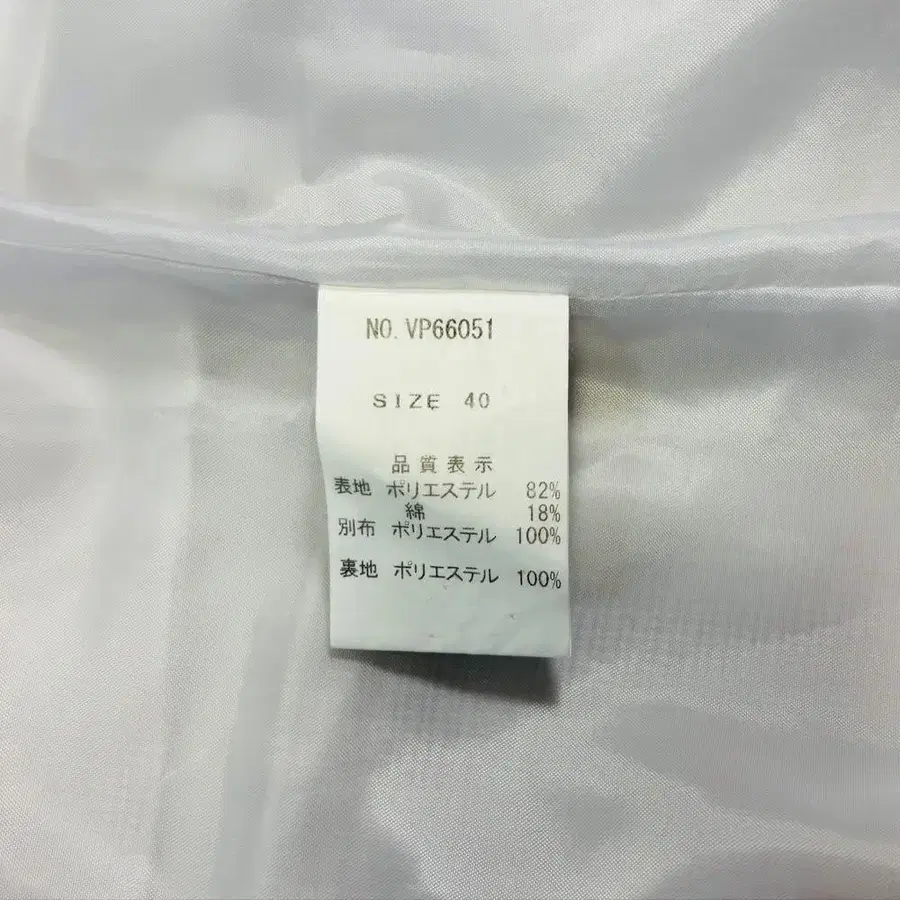 NO. VP66051
SIZE 40
品質表示
表地 ポリエステル 82%
綿 18%
別布 ポリエステル 100%
裏地 ポリエステル 100%